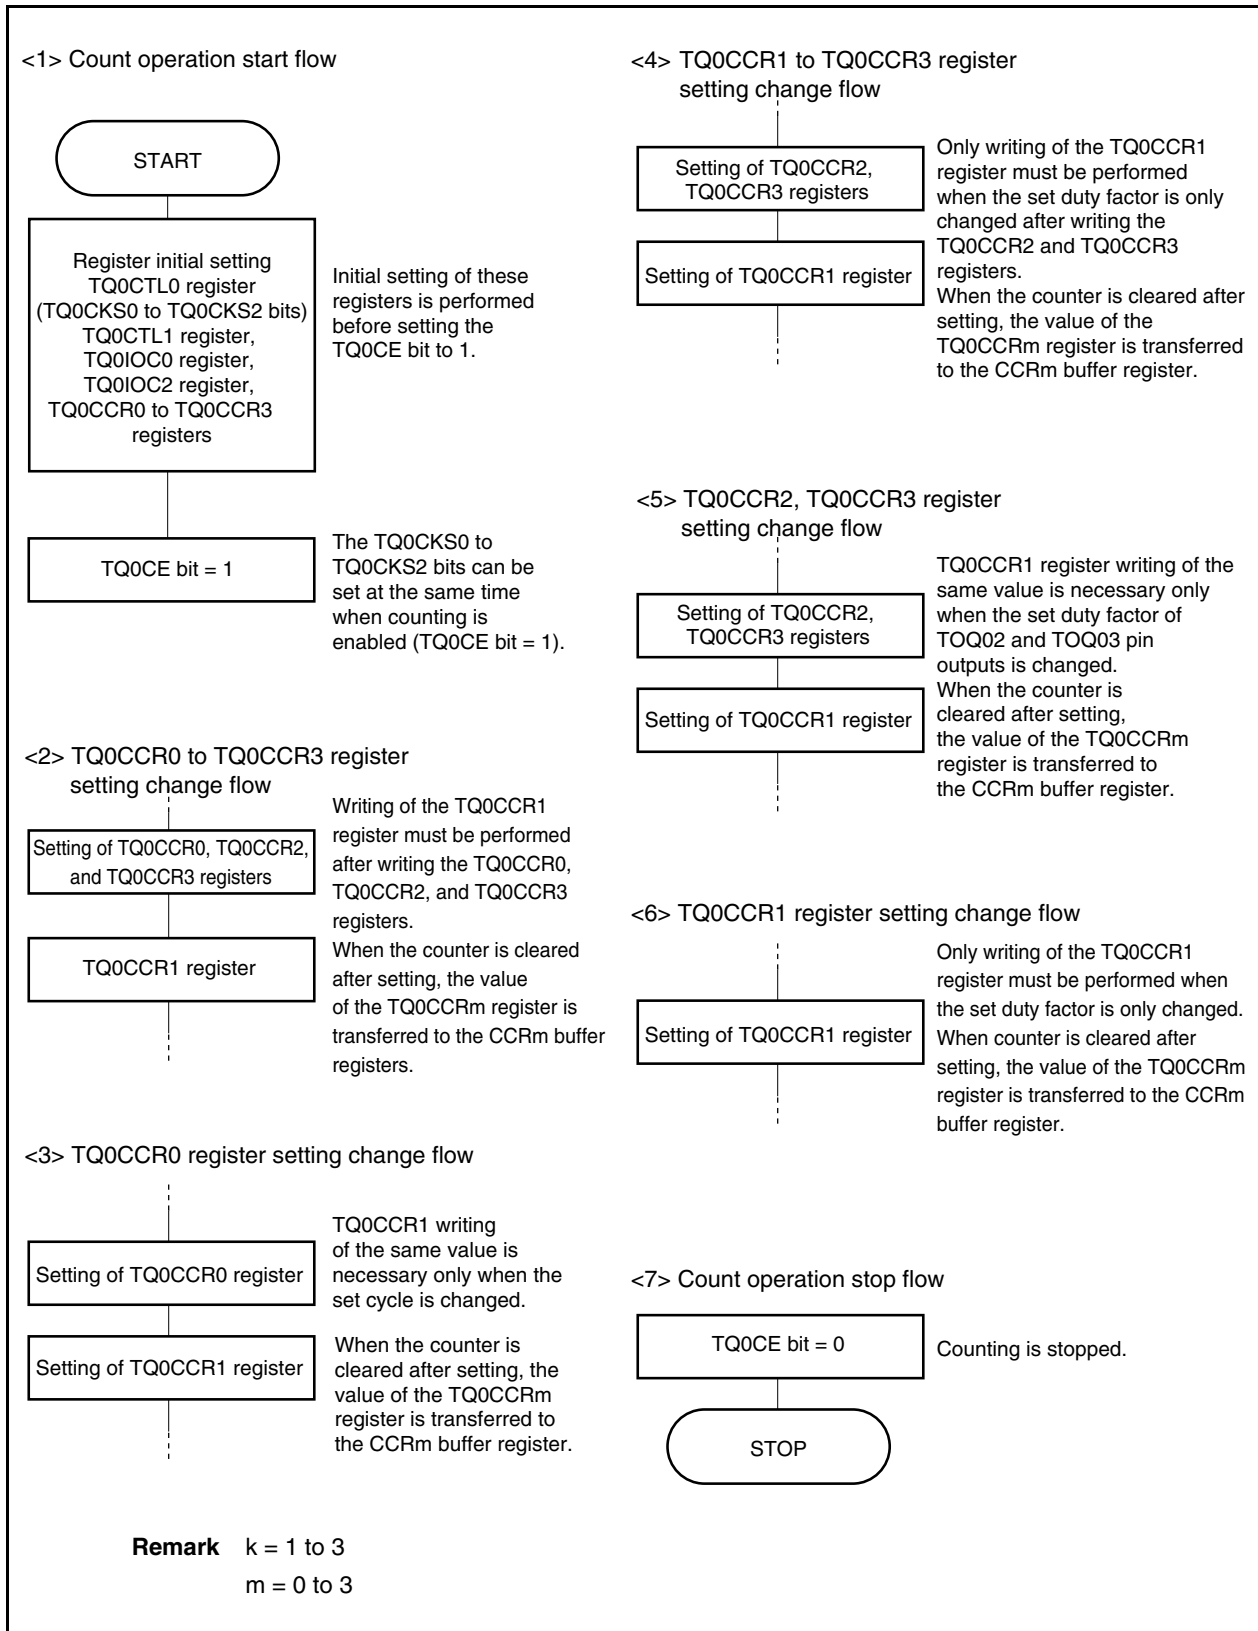 <1> Count operation start flow
START
Register initial setting
TQ0CTL0 register
(TQ0CKS0 to TQ0CKS2 bits)
TQ0CTL1 register,
TQ0IOC0 register,
TQ0IOC2 register,
TQ0CCR0 to TQ0CCR3
registers
Initial setting of these
registers is performed
before setting the
TQ0CE bit to 1.
TQ0CE bit = 1
The TQ0CKS0 to
TQ0CKS2 bits can be
set at the same time
when counting is
enabled (TQ0CE bit = 1).
<2> TQ0CCR0 to TQ0CCR3 register
setting change flow
Setting of TQ0CCR0, TQ0CCR2,
and TQ0CCR3 registers
TQ0CCR1 register
Writing of the TQ0CCR1
register must be performed
after writing the TQ0CCR0,
TQ0CCR2, and TQ0CCR3
registers.
When the counter is cleared
after setting, the value
of the TQ0CCRm register is
transferred to the CCRm buffer
registers.
<3> TQ0CCR0 register setting change flow
Setting of TQ0CCR0 register
TQ0CCR1 writing
of the same value is
necessary only when the
set cycle is changed.
Setting of TQ0CCR1 register
When the counter is
cleared after setting, the
value of the TQ0CCRm
register is transferred to
the CCRm buffer register.
<4> TQ0CCR1 to TQ0CCR3 register
setting change flow
Setting of TQ0CCR2,
TQ0CCR3 registers
Setting of TQ0CCR1 register
Only writing of the TQ0CCR1
register must be performed
when the set duty factor is only
changed after writing the
TQ0CCR2 and TQ0CCR3
registers.
When the counter is cleared after
setting, the value of the
TQ0CCRm register is transferred
to the CCRm buffer register.
<5> TQ0CCR2, TQ0CCR3 register
setting change flow
Setting of TQ0CCR2,
TQ0CCR3 registers
Setting of TQ0CCR1 register
TQ0CCR1 register writing of the
same value is necessary only
when the set duty factor of
TOQ02 and TOQ03 pin
outputs is changed.
When the counter is
cleared after setting,
the value of the TQ0CCRm
register is transferred to
the CCRm buffer register.
<6> TQ0CCR1 register setting change flow
Setting of TQ0CCR1 register
Only writing of the TQ0CCR1
register must be performed when
the set duty factor is only changed.
When counter is cleared after
setting, the value of the TQ0CCRm
register is transferred to the CCRm
buffer register.
<7> Count operation stop flow
TQ0CE bit = 0
Counting is stopped.
STOP
Remark k = 1 to 3
m = 0 to 3